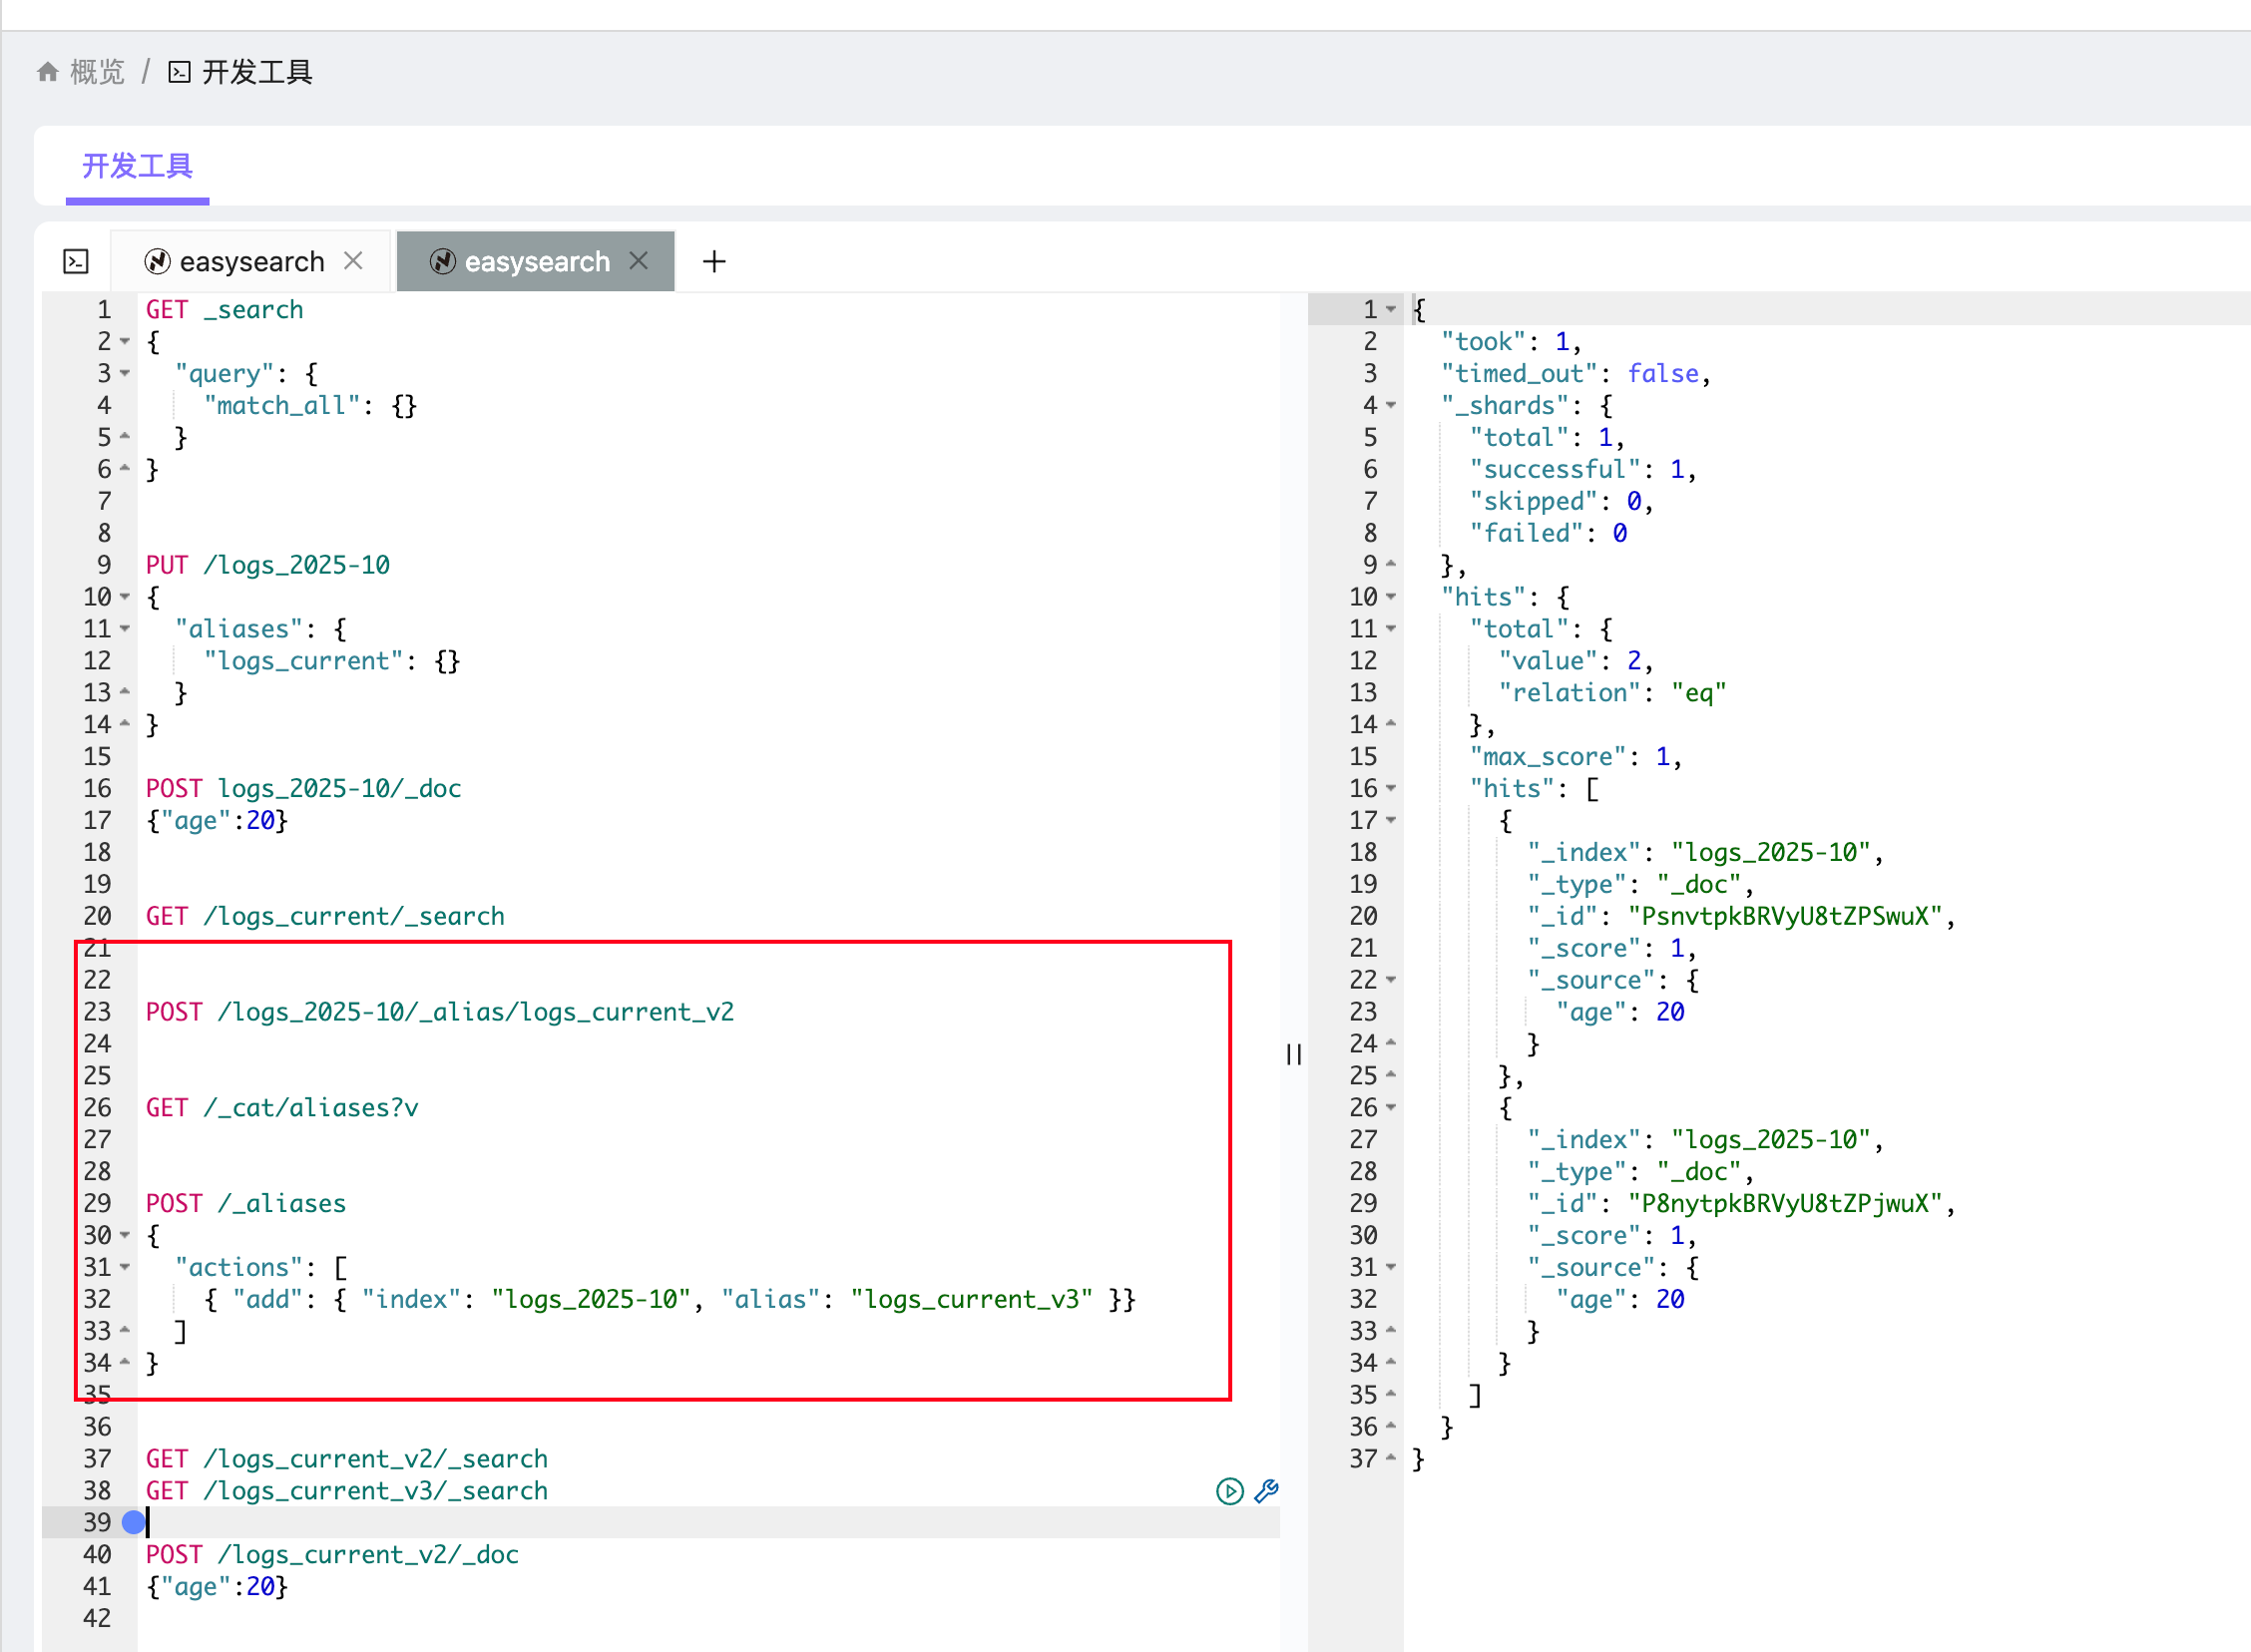 概览 / 开发工具
开发工具
easysearch easysearch +
1 GET _search
2 {
3   "query": {
4     "match_all": {}
5   }
6 }
7
8
9 PUT /logs_2025-10
10 {
11   "aliases": {
12     "logs_current": {}
13   }
14 }
15
16 POST logs_2025-10/_doc
17 {"age":20}
18
19
20 GET /logs_current/_search
21
22
23 POST /logs_2025-10/_alias/logs_current_v2
24
25
26 GET /_cat/aliases?v
27
28
29 POST /_aliases
30 {
31   "actions": [
32     { "add": { "index": "logs_2025-10", "alias": "logs_current_v3" }}
33   ]
34 }
35
36
37 GET /logs_current_v2/_search
38 GET /logs_current_v3/_search
39
40 POST /logs_current_v2/_doc
41 {"age":20}
42
1 {
2   "took": 1,
3   "timed_out": false,
4   "_shards": {
5     "total": 1,
6     "successful": 1,
7     "skipped": 0,
8     "failed": 0
9   },
10   "hits": {
11     "total": {
12       "value": 2,
13       "relation": "eq"
14     },
15     "max_score": 1,
16     "hits": [
17       {
18         "_index": "logs_2025-10",
19         "_type": "_doc",
20         "_id": "PsnvtpkBRVyU8tZPSwuX",
21         "_score": 1,
22         "_source": {
23           "age": 20
24         }
25       },
26       {
27         "_index": "logs_2025-10",
28         "_type": "_doc",
29         "_id": "P8nytpkBRVyU8tZPjwuX",
30         "_score": 1,
31         "_source": {
32           "age": 20
33         }
34       }
35     ]
36   }
37 }